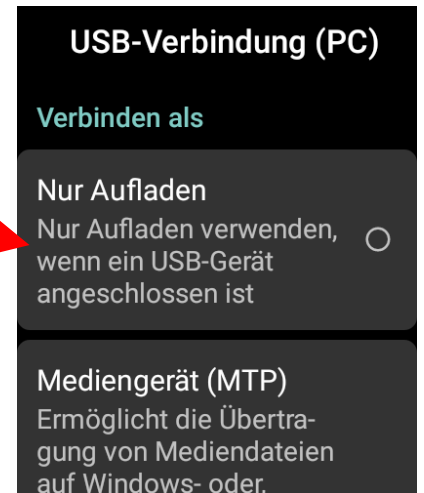 USB-Verbindung (PC)
Verbinden als
Nur Aufladen
Nur Aufladen verwenden,
wenn ein USB-Gerät
angeschlossen ist
Mediengerät (MTP)
Ermöglicht die Übertra-
gung von Mediendateien
auf Windows- oder